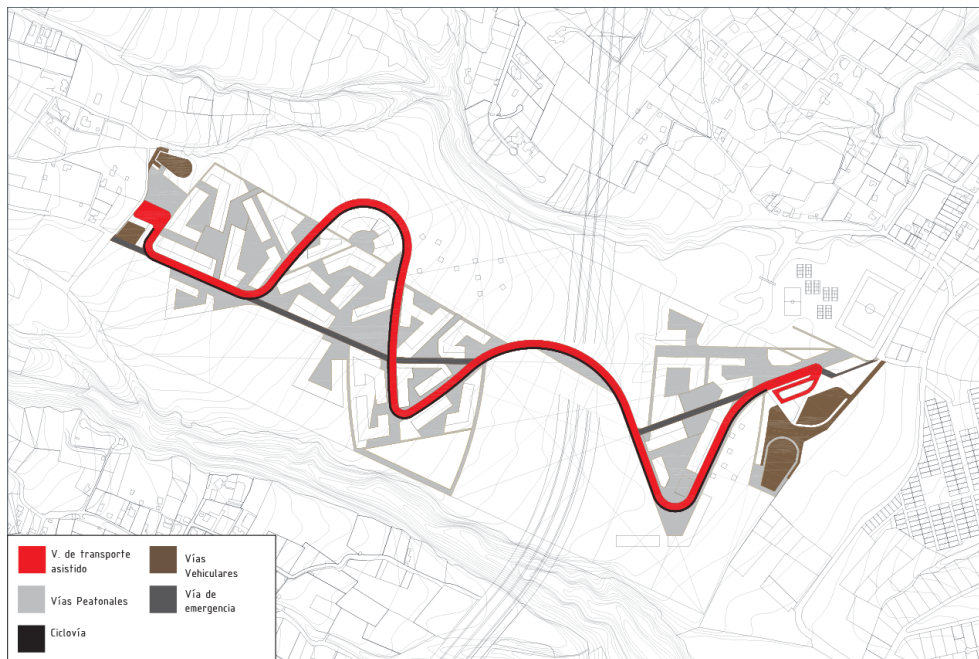 V. de transporte
asistido
Vías
Vehiculares
Vías Peatonales
Vía de
emergencia
Ciclovía